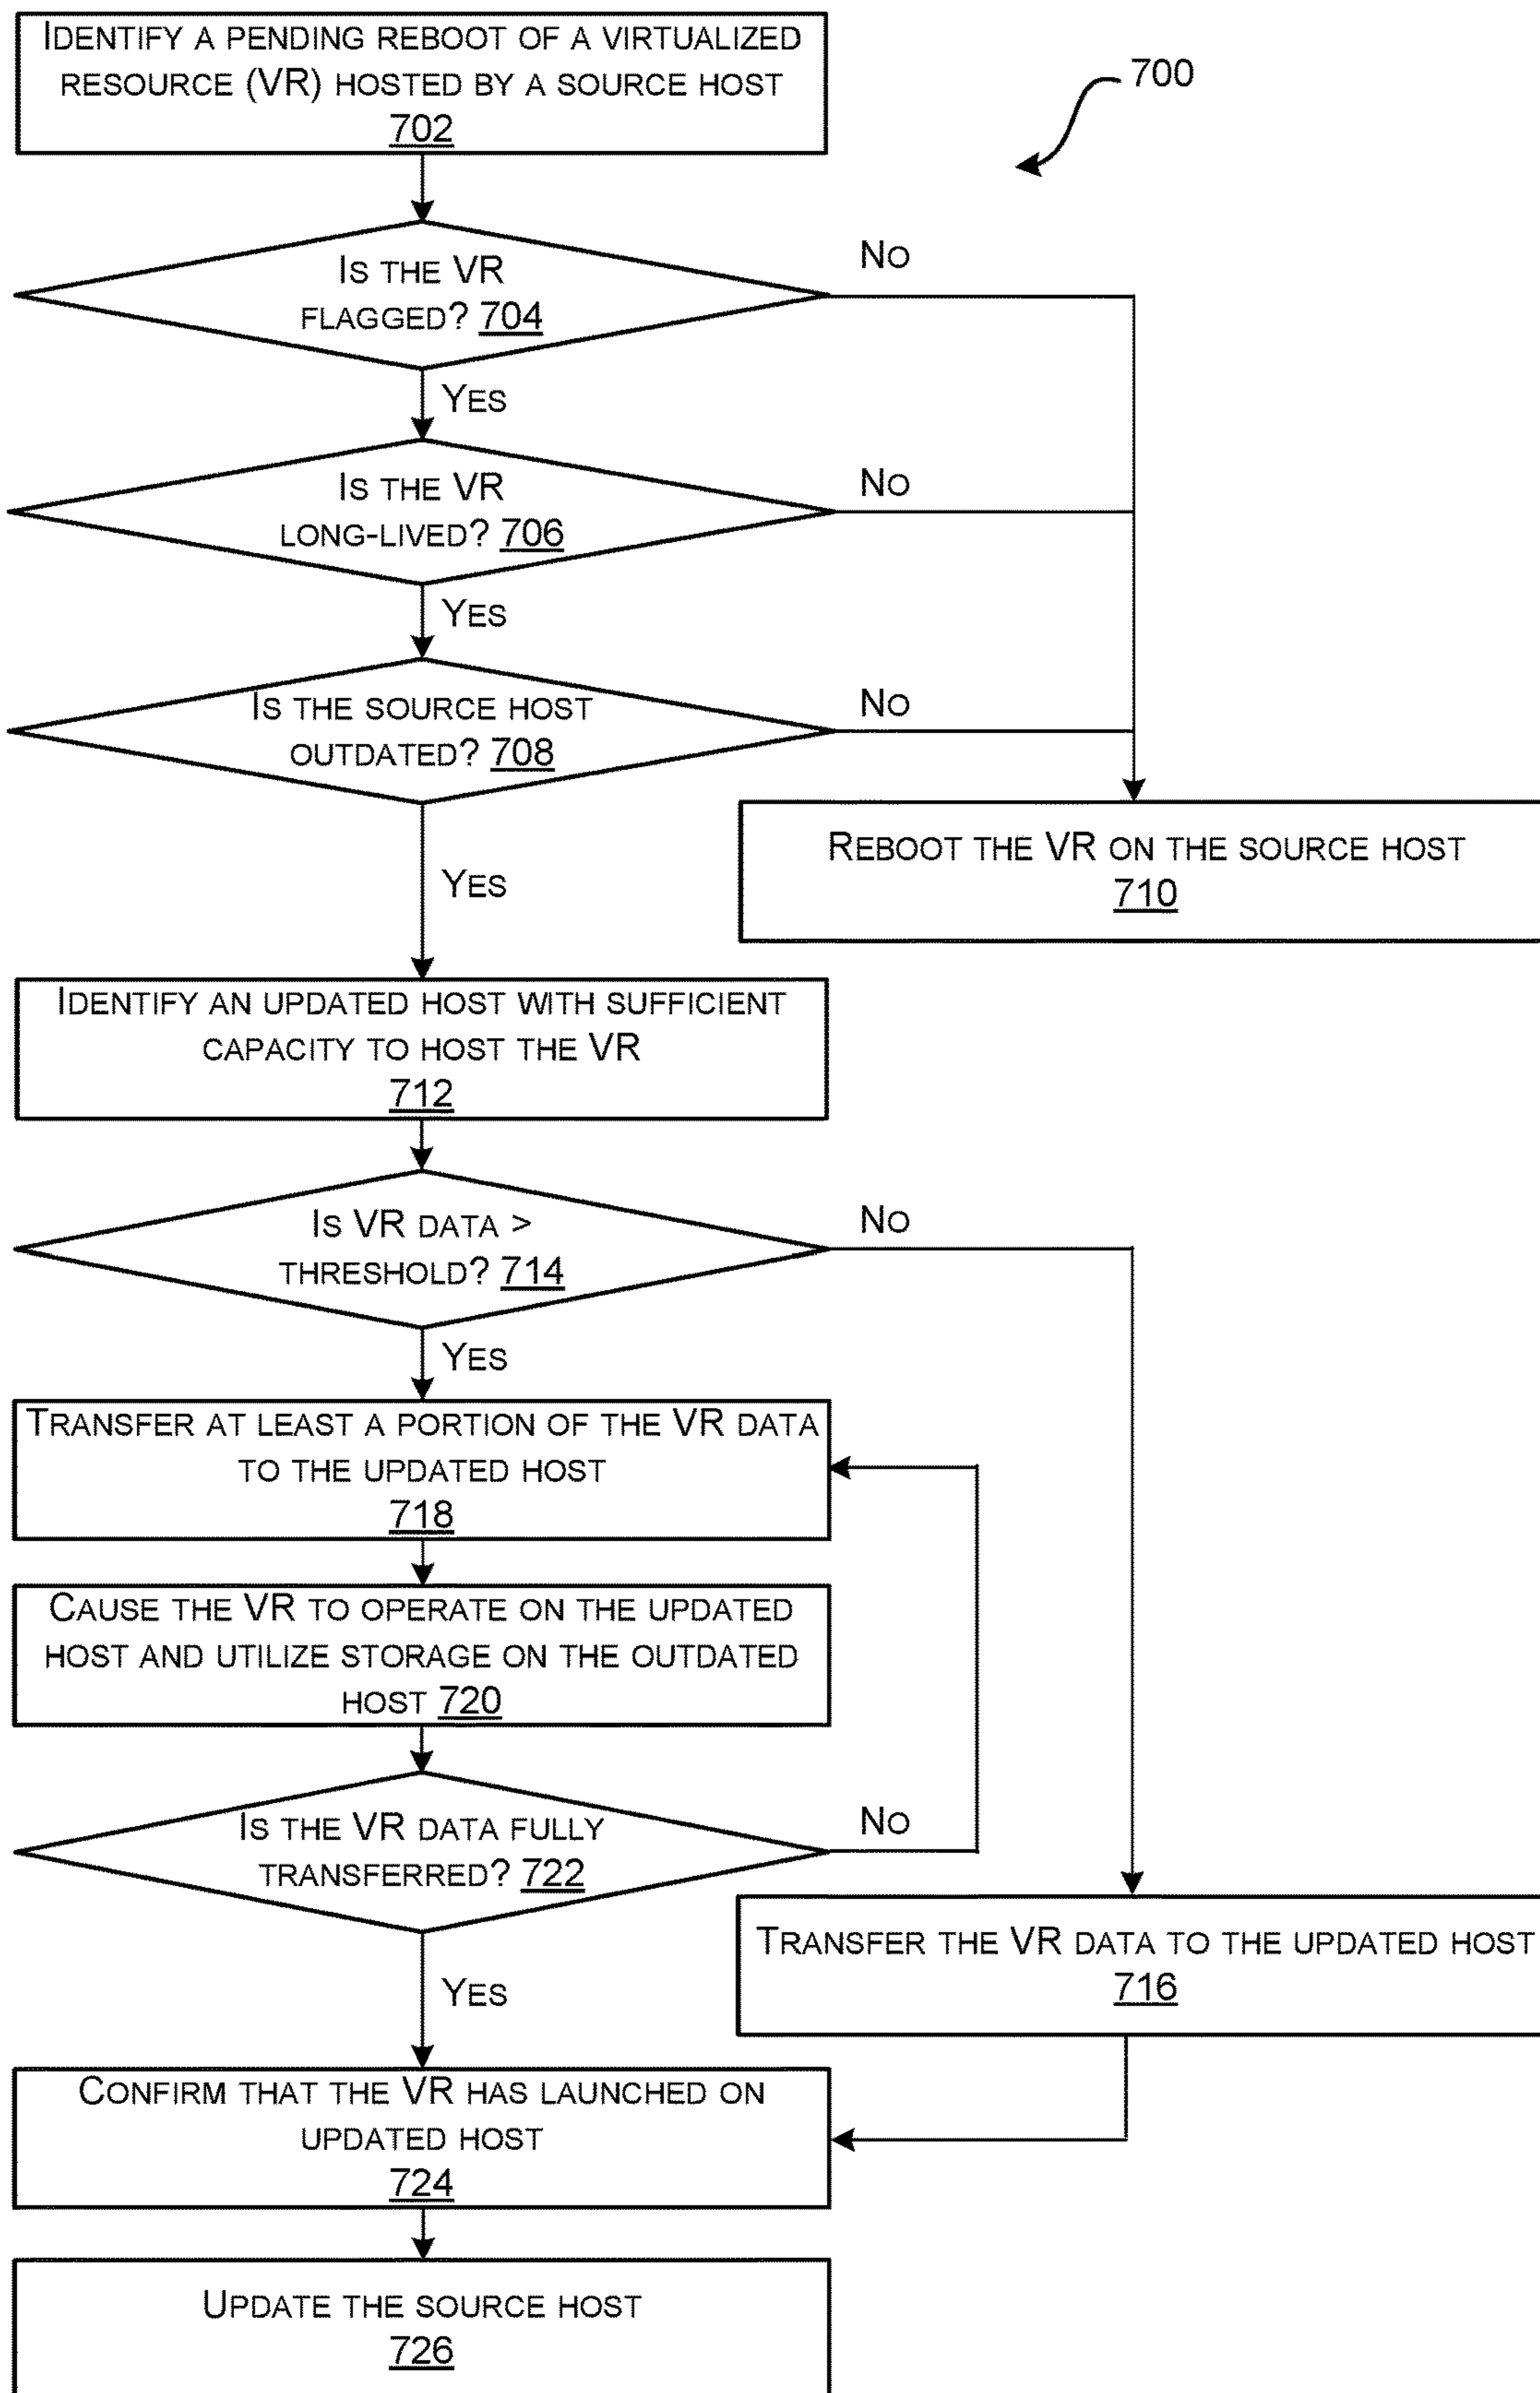 IDENTIFY A PENDING REBOOT OF A VIRTUALIZED
RESOURCE (VR) HOSTED BY A SOURCE HOST
702
700
IS THE VR
FLAGGED? 704
NO
YES
IS THE VR
LONG-LIVED? 706
NO
YES
IS THE SOURCE HOST
OUTDATED? 708
NO
YES
REBOOT THE VR ON THE SOURCE HOST
710
IDENTIFY AN UPDATED HOST WITH SUFFICIENT
CAPACITY TO HOST THE VR
712
IS VR DATA >
THRESHOLD? 714
NO
YES
TRANSFER AT LEAST A PORTION OF THE VR DATA
TO THE UPDATED HOST
718
CAUSE THE VR TO OPERATE ON THE UPDATED
HOST AND UTILIZE STORAGE ON THE OUTDATED
HOST 720
IS THE VR DATA FULLY
TRANSFERRED? 722
NO
YES
TRANSFER THE VR DATA TO THE UPDATED HOST
716
CONFIRM THAT THE VR HAS LAUNCHED ON
UPDATED HOST
724
UPDATE THE SOURCE HOST
726